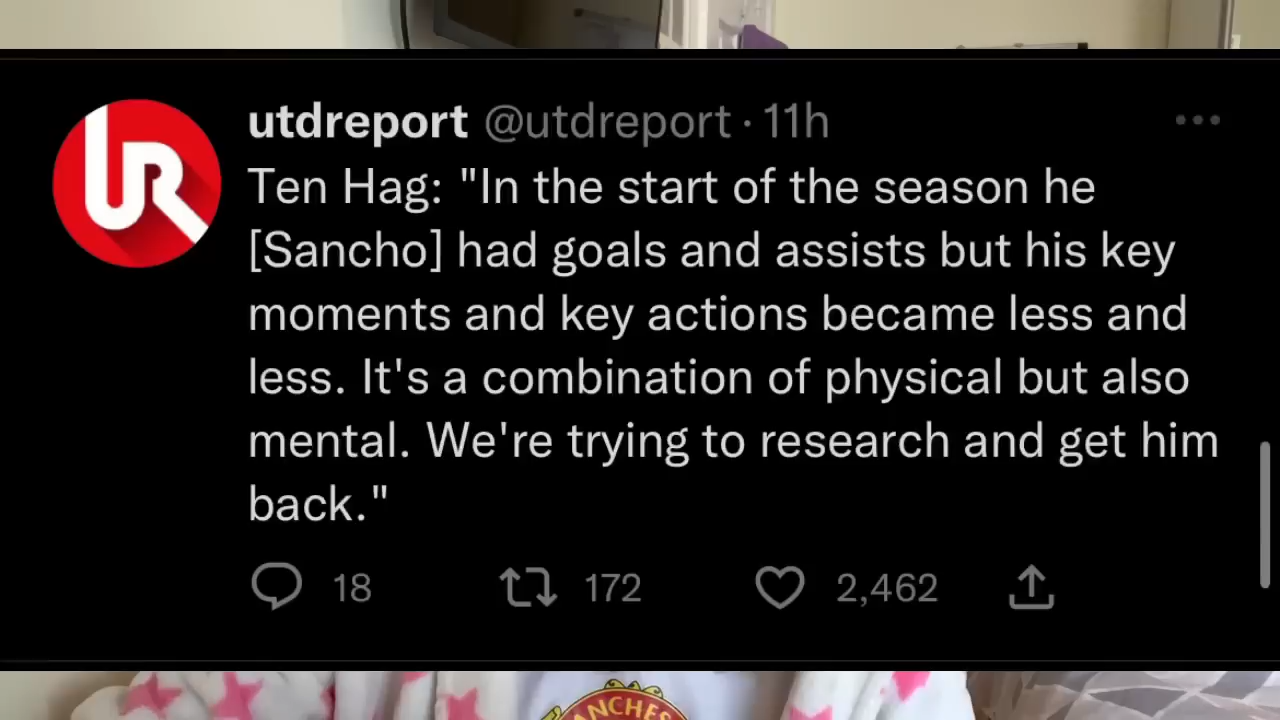 utdreport @utdreport · 11h
Ten Hag: "In the start of the season he
[Sancho] had goals and assists but his key
moments and key actions became less and
less. It's a combination of physical but also
mental. We're trying to research and get him
back."
18 172 2,462
UR
ANCHES